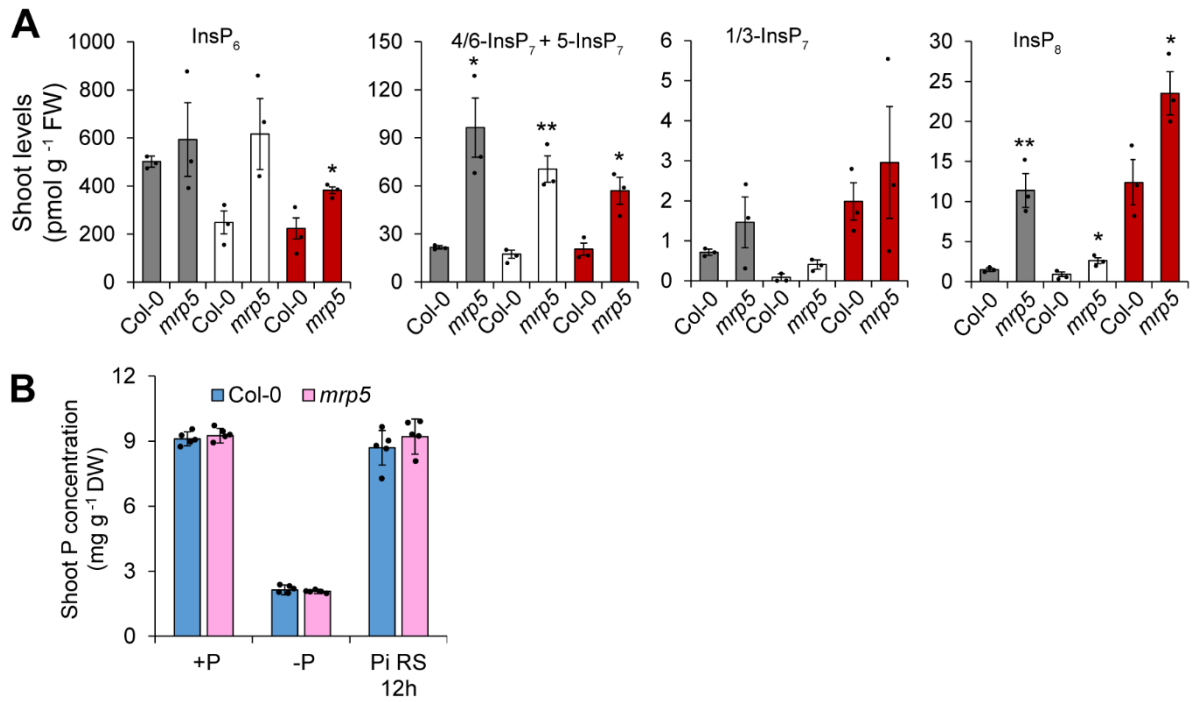 A
Shoot levels
(pmol g⁻¹ FW)
InsP₆
1000
800
600
400
200
0
Col-0 mrp5 Col-0 mrp5 Col-0 mrp5
*
4/6-InsP₇ + 5-InsP₇
150
120
90
60
30
0
Col-0 mrp5 Col-0 mrp5 Col-0 mrp5
* ** *
1/3-InsP₇
6
5
4
3
2
1
0
Col-0 mrp5 Col-0 mrp5 Col-0 mrp5
InsP₈
30
25
20
15
10
5
0
Col-0 mrp5 Col-0 mrp5 Col-0 mrp5
** * *
B
Shoot P concentration
(mg g⁻¹ DW)
Col-0 mrp5
12
9
6
3
0
+P -P Pi RS
12h